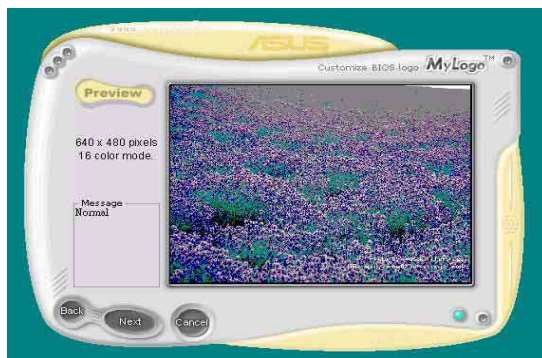 ASUS
Customize BIOS logo MyLogo™
Preview
640 x 480 pixels
16 color mode.
Message
Normal
Back
Next
Cancel